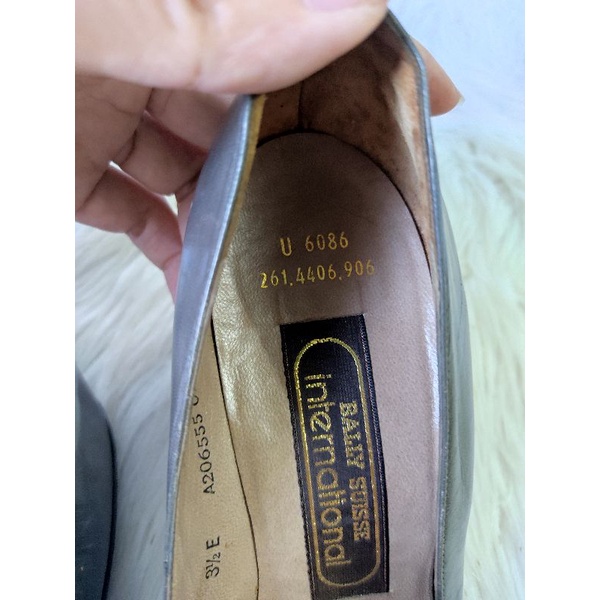 U 6086
261.4406.906
BALLY SUISSE
international
A206555
3½ E